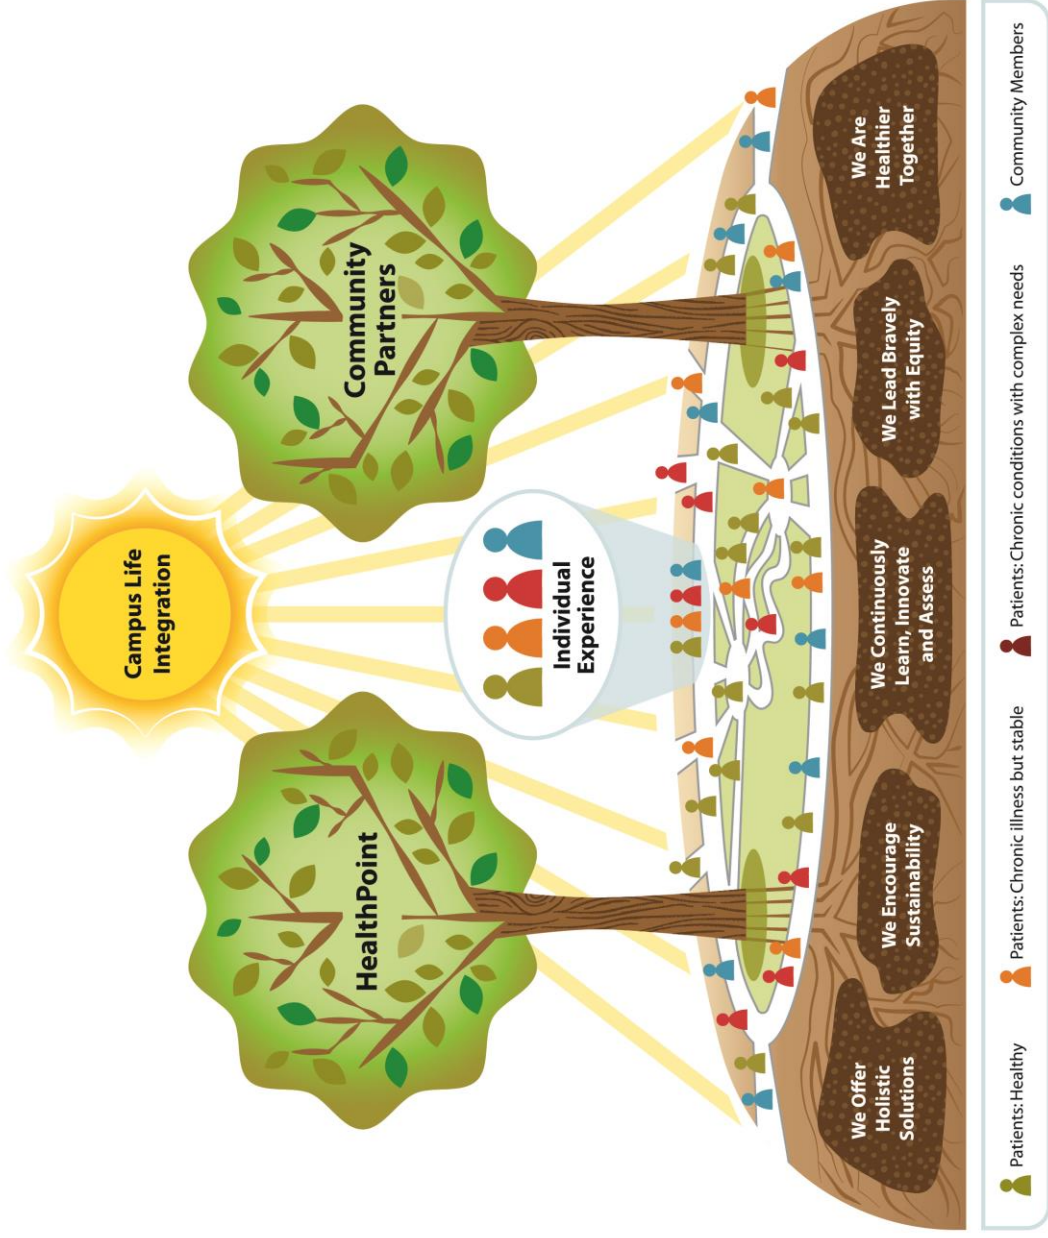 Campus Life
Integration
HealthPoint
Community
Partners
Individual
Experience
We Offer
Holistic
Solutions
We Encourage
Sustainability
We Continuously
Learn, Innovate
and Assess
We Lead Bravely
with Equity
We Are
Healthier
Together
Patients: Healthy
Patients: Chronic illness but stable
Patients: Chronic conditions with complex needs
Community Members